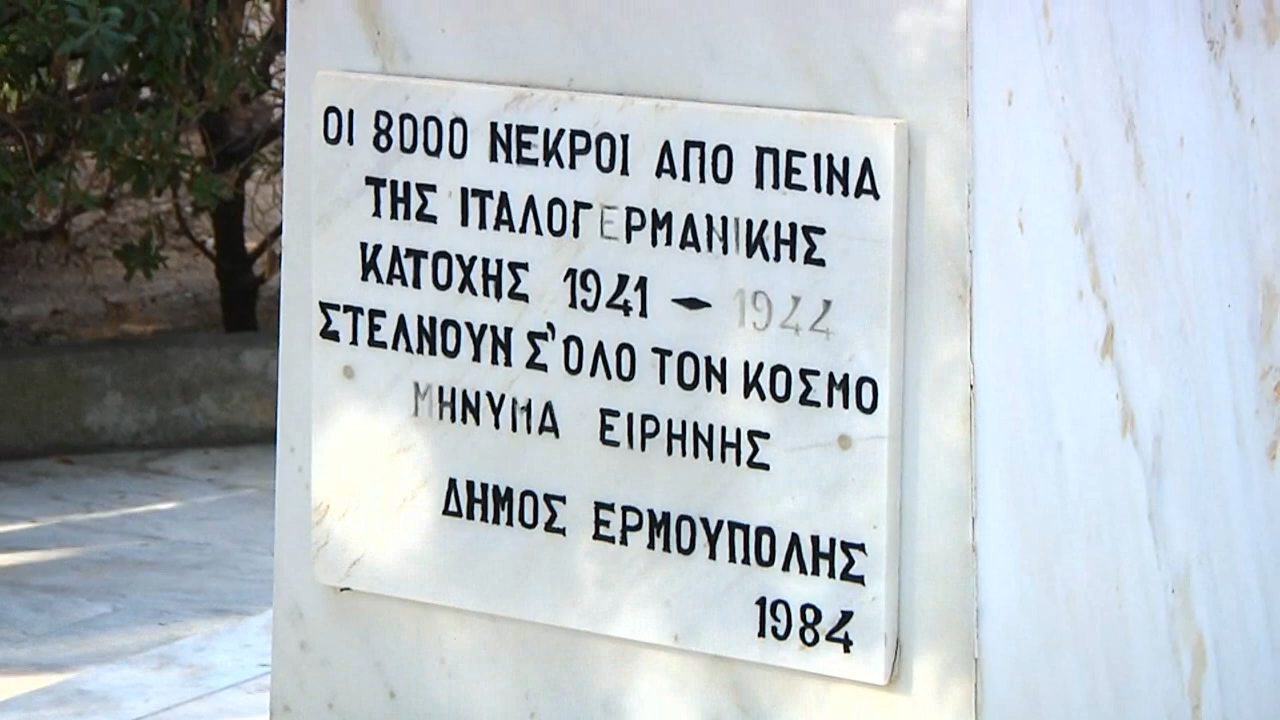 ΟΙ 8000 ΝΕΚΡΟΙ ΑΠΟ ΠΕΙΝΑ
ΤΗΣ ΙΤΑΛΟΓΕΡΜΑΝΙΚΗΣ
ΚΑΤΟΧΗΣ 1941 - 1944
ΣΤΕΛΝΟΥΝ Σ'ΟΛΟ ΤΟΝ ΚΟΣΜΟ
ΜΗΝΥΜΑ ΕΙΡΗΝΗΣ
ΔΗΜΟΣ ΕΡΜΟΥΠΟΛΗΣ
1984